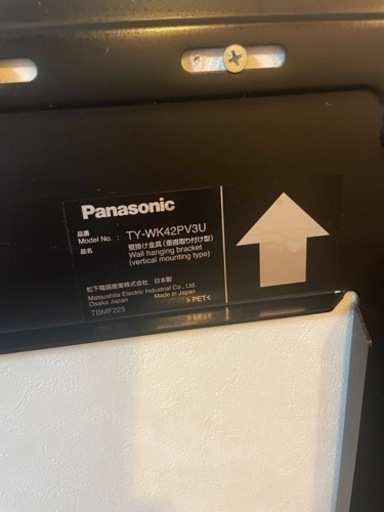 Panasonic
品番
Model No. : TY-WK42PV3U
品名
壁掛け金具(垂直取り付け型)
Wall hanging bracket
(vertical mounting type)
松下電器産業株式会社 日本製
Matsushita Electric Industrial Co., Ltd.
Osaka Japan Made in Japan
TBMF225 >PET<